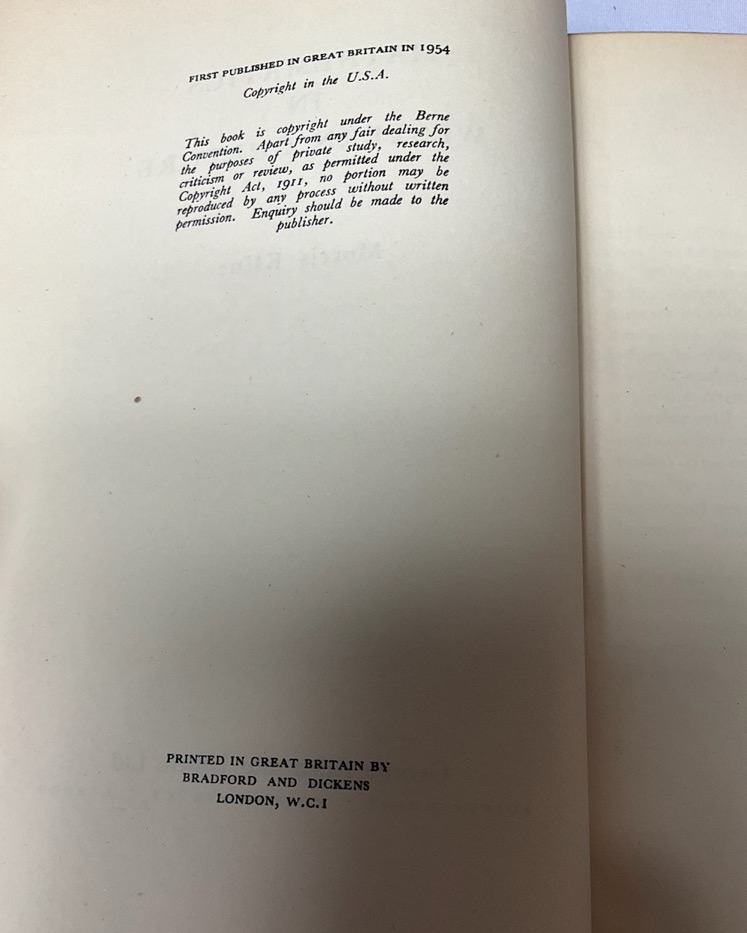 FIRST PUBLISHED IN GREAT BRITAIN IN 1954
Copyright in the U.S.A.
This book is copyright under the Berne
Convention. Apart from any fair dealing for
the purposes of private study, research,
criticism or review, as permitted under the
Copyright Act, 1911, no portion may be
reproduced by any process without written
permission. Enquiry should be made to the
publisher.
PRINTED IN GREAT BRITAIN BY
BRADFORD AND DICKENS
LONDON, W.C.1